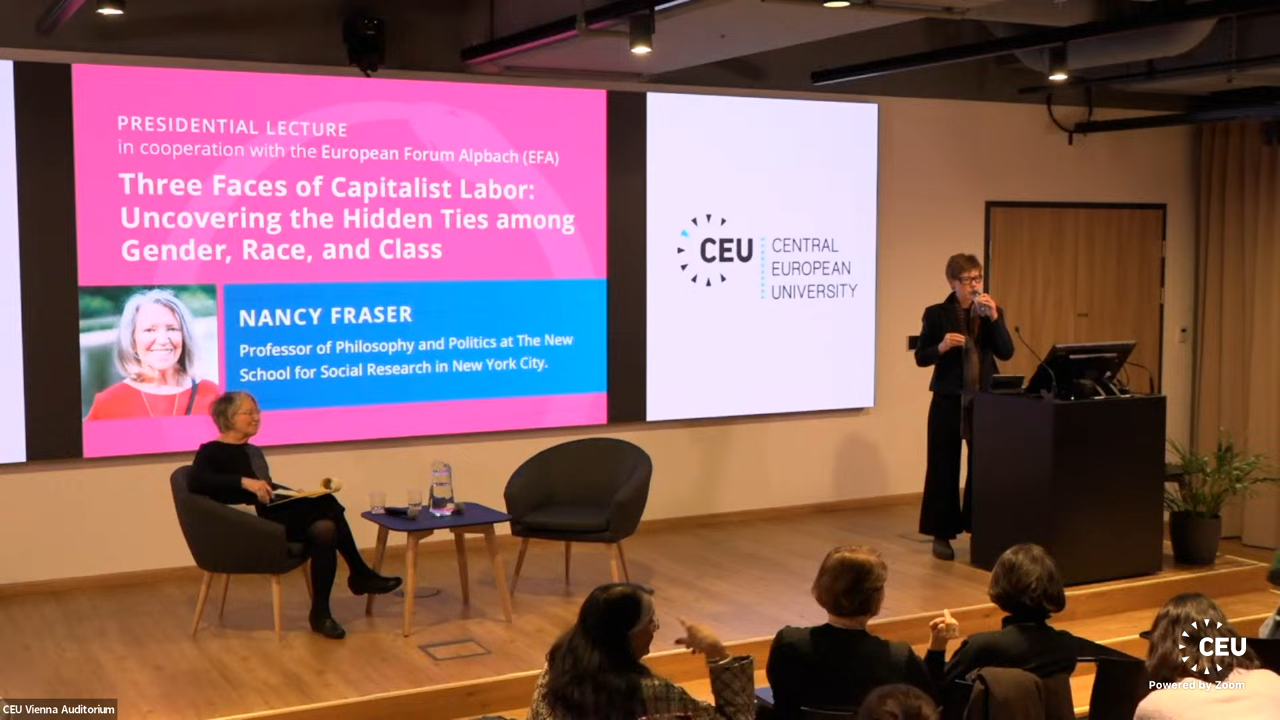 PRESIDENTIAL LECTURE
in cooperation with the European Forum Alpbach (EFA)
Three Faces of Capitalist Labor:
Uncovering the Hidden Ties among
Gender, Race, and Class
NANCY FRASER
Professor of Philosophy and Politics at The New
School for Social Research in New York City.
CEU
CENTRAL
EUROPEAN
UNIVERSITY
CEU
Powered by Zoom
CEU Vienna Auditorium